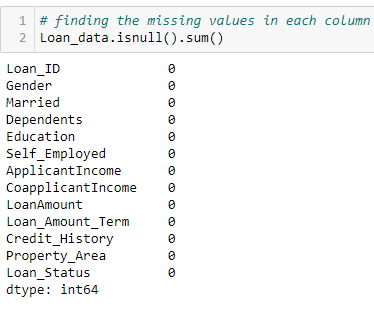 1 # finding the missing values in each column
2 Loan_data.isnull().sum()
Loan_ID 0
Gender 0
Married 0
Dependents 0
Education 0
Self_Employed 0
ApplicantIncome 0
CoapplicantIncome 0
LoanAmount 0
Loan_Amount_Term 0
Credit_History 0
Property_Area 0
Loan_Status 0
dtype: int64